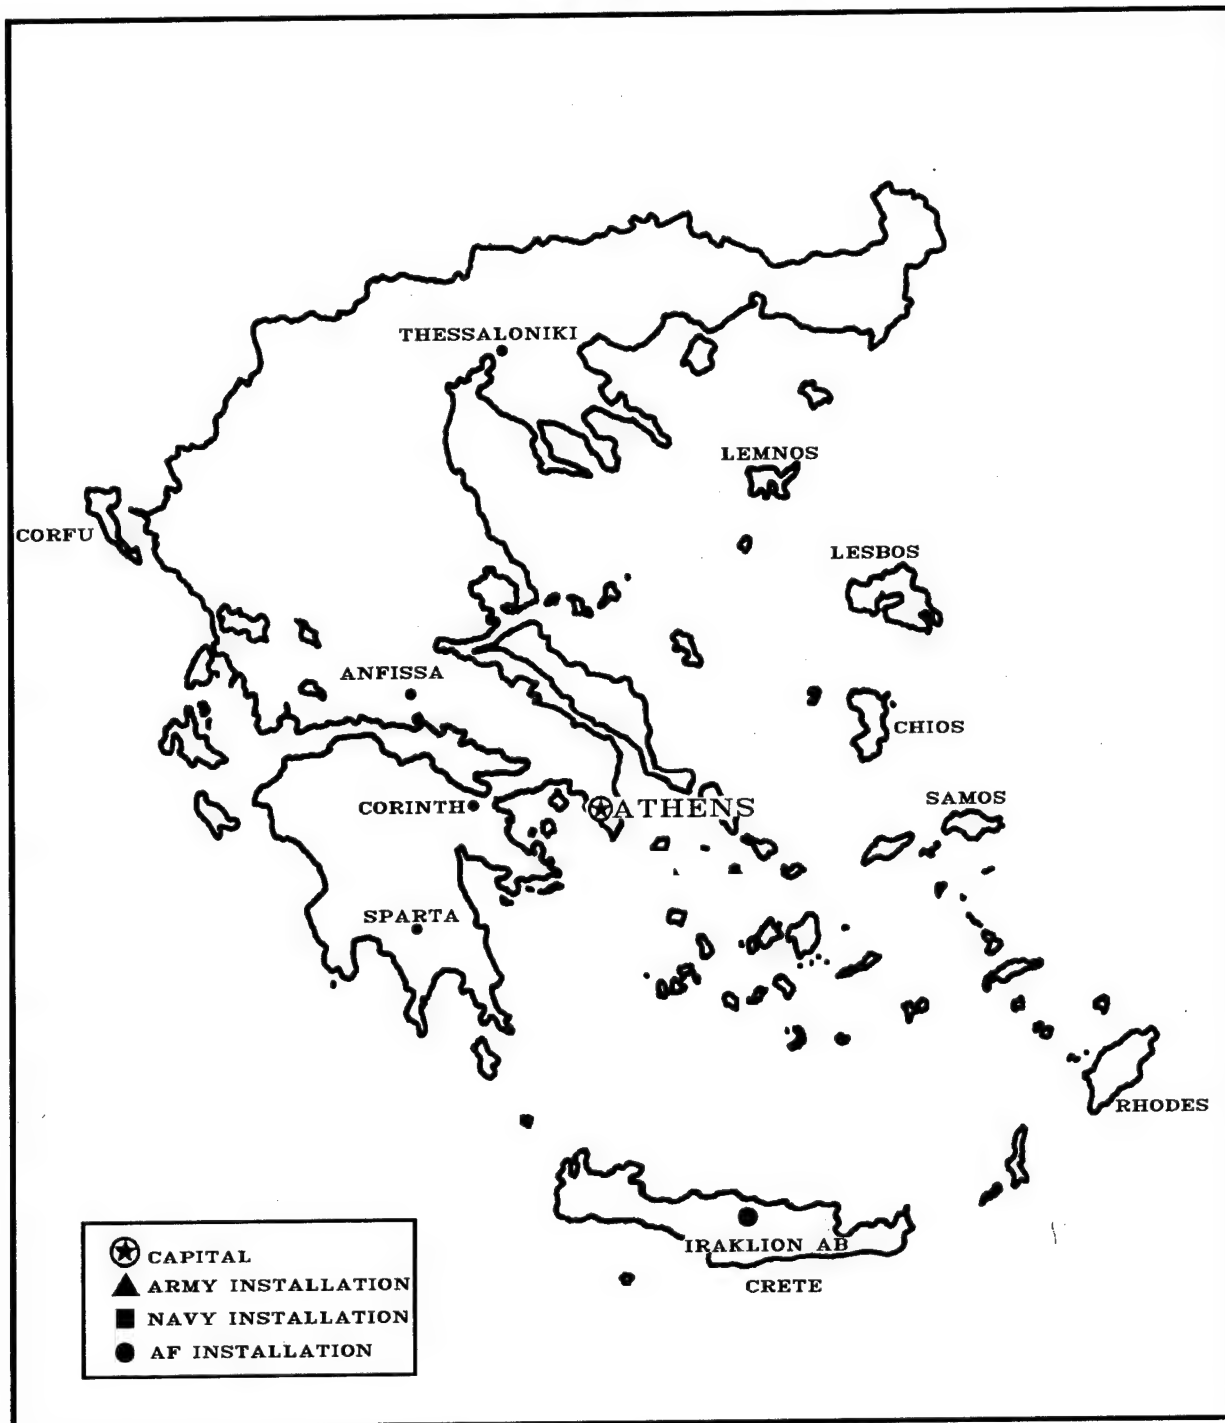 THESSALONIKI
LEMNOS
CORFU
LESBOS
ANFISSA
CHIOS
SAMOS
CORINTH
ATHENS
SPARTA
RHODES
IRAKLION AB
CRETE
CAPITAL
ARMY INSTALLATION
NAVY INSTALLATION
AF INSTALLATION